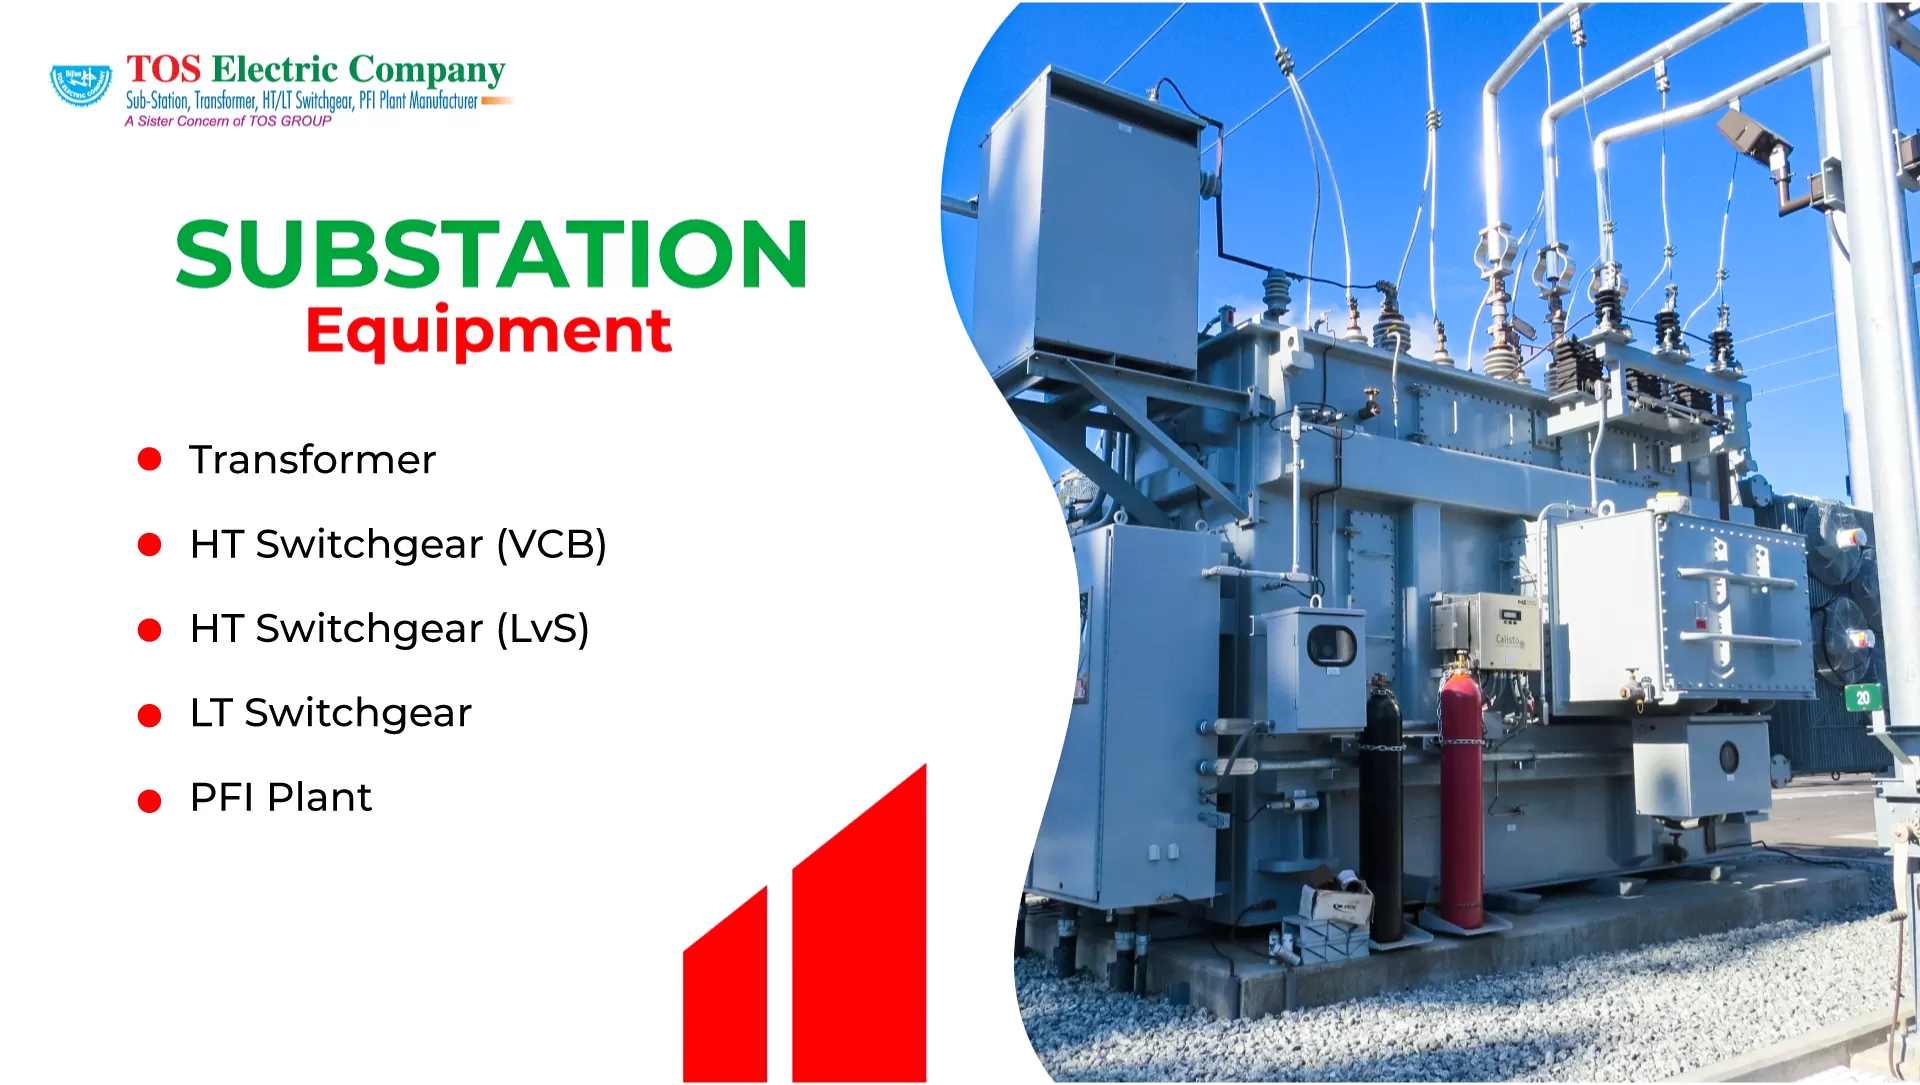 TOS Electric Company
Sub-Station, Transformer, HT/LT Switchgear, PFI Plant Manufacturer
A Sister Concern of TOS GROUP
SUBSTATION
Equipment
Transformer
HT Switchgear (VCB)
HT Switchgear (LvS)
LT Switchgear
PFI Plant
Calisto
20